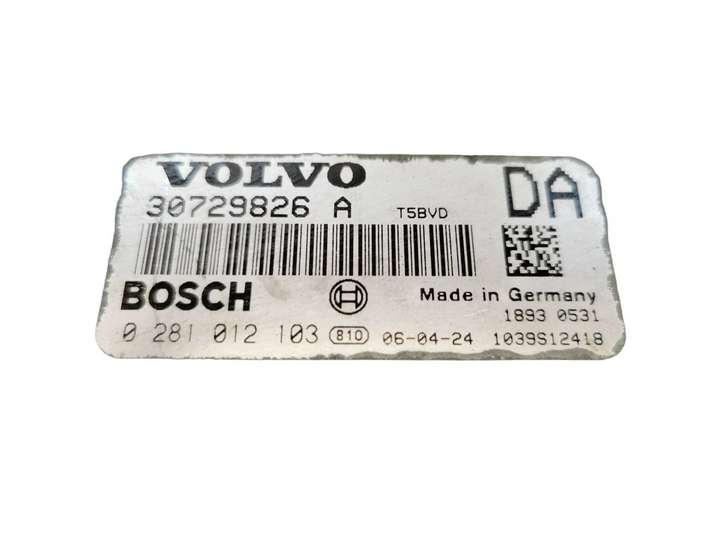 VOLVO
30729826 A T5BVD DA
BOSCH Made in Germany
1893 0531
0 281 012 103 810 06-04-24 1039S12418